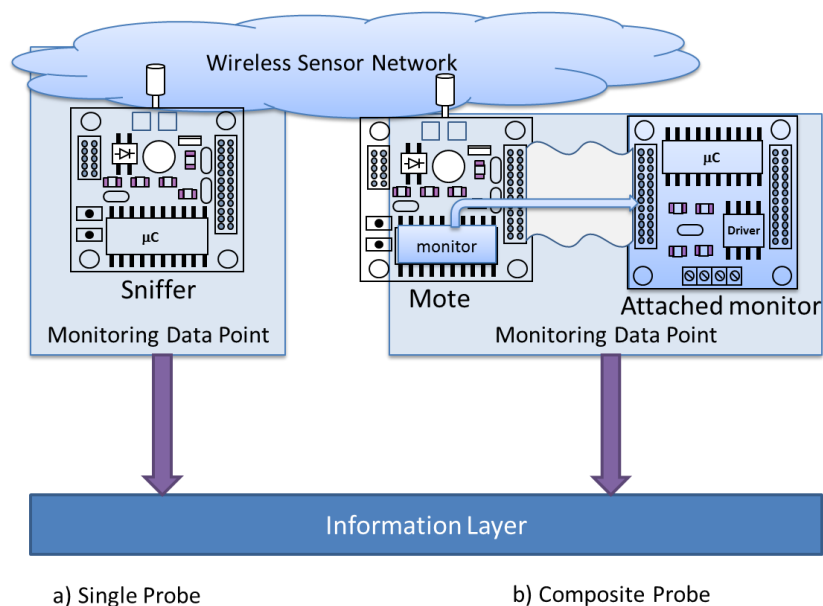 Wireless Sensor Network
µC
Sniffer
Monitoring Data Point
monitor
Mote
µC
Driver
Attached monitor
Monitoring Data Point
Information Layer
a) Single Probe
b) Composite Probe